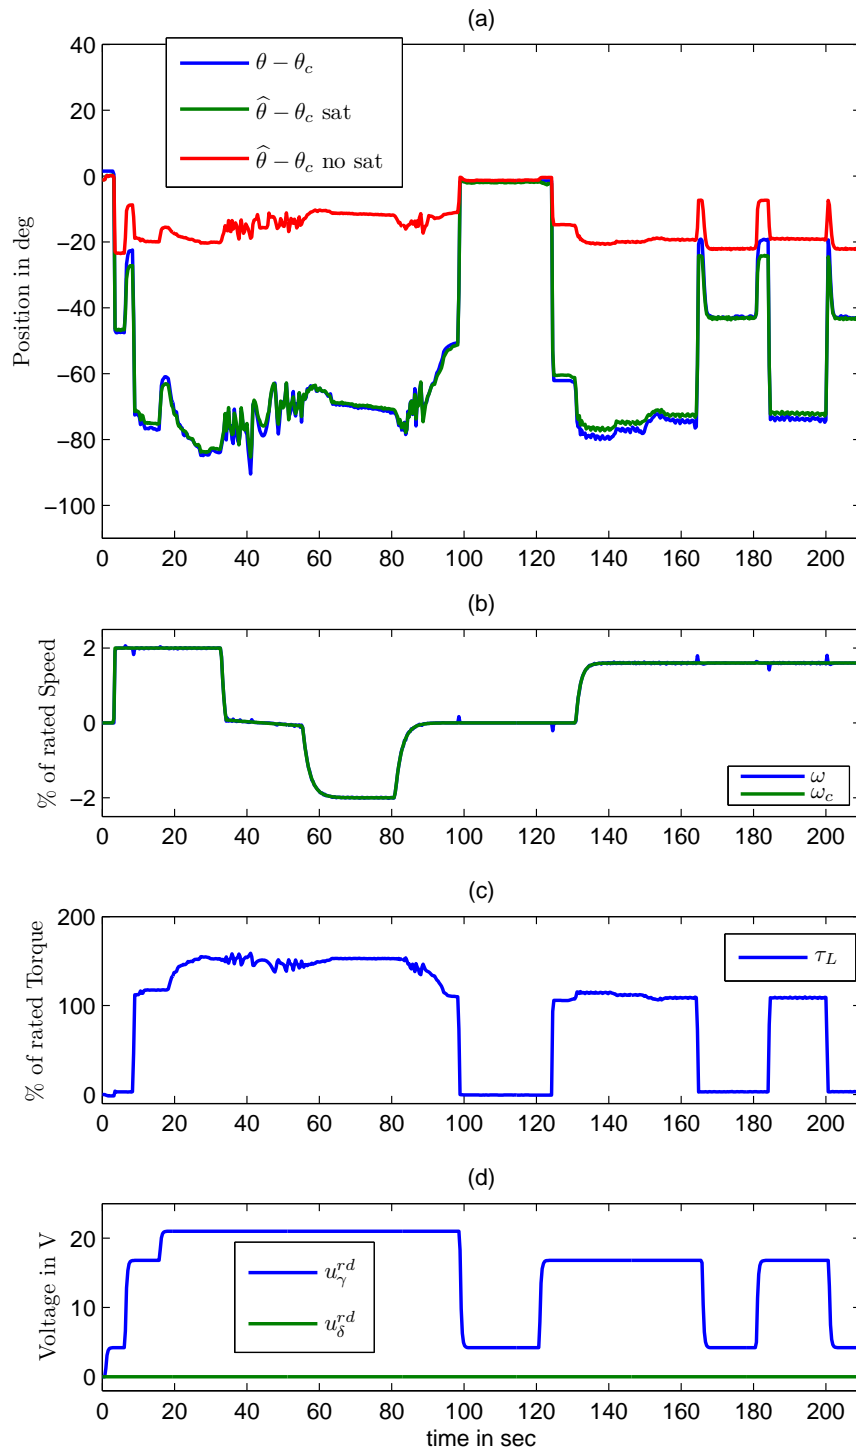 (a)
40
20
0
−20
−40
−60
−80
−100
Position in deg
θ − θ_c
θ̂ − θ_c sat
θ̂ − θ_c no sat
0 20 40 60 80 100 120 140 160 180 200
(b)
2
0
−2
% of rated Speed
ω
ω_c
0 20 40 60 80 100 120 140 160 180 200
(c)
200
100
0
% of rated Torque
τ_L
0 20 40 60 80 100 120 140 160 180 200
(d)
20
10
0
Voltage in V
u_γ^{rd}
u_δ^{rd}
0 20 40 60 80 100 120 140 160 180 200
time in sec